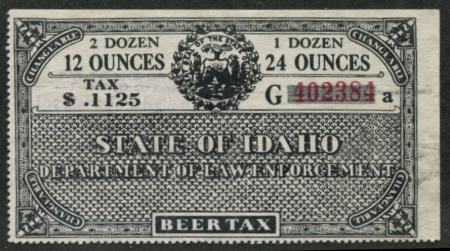 2 DOZEN 1 DOZEN
12 OUNCES 24 OUNCES
TAX
$ .1125 G 402384 a
STATE OF IDAHO
DEPARTMENT OF LAW ENFORCEMENT
BEER TAX